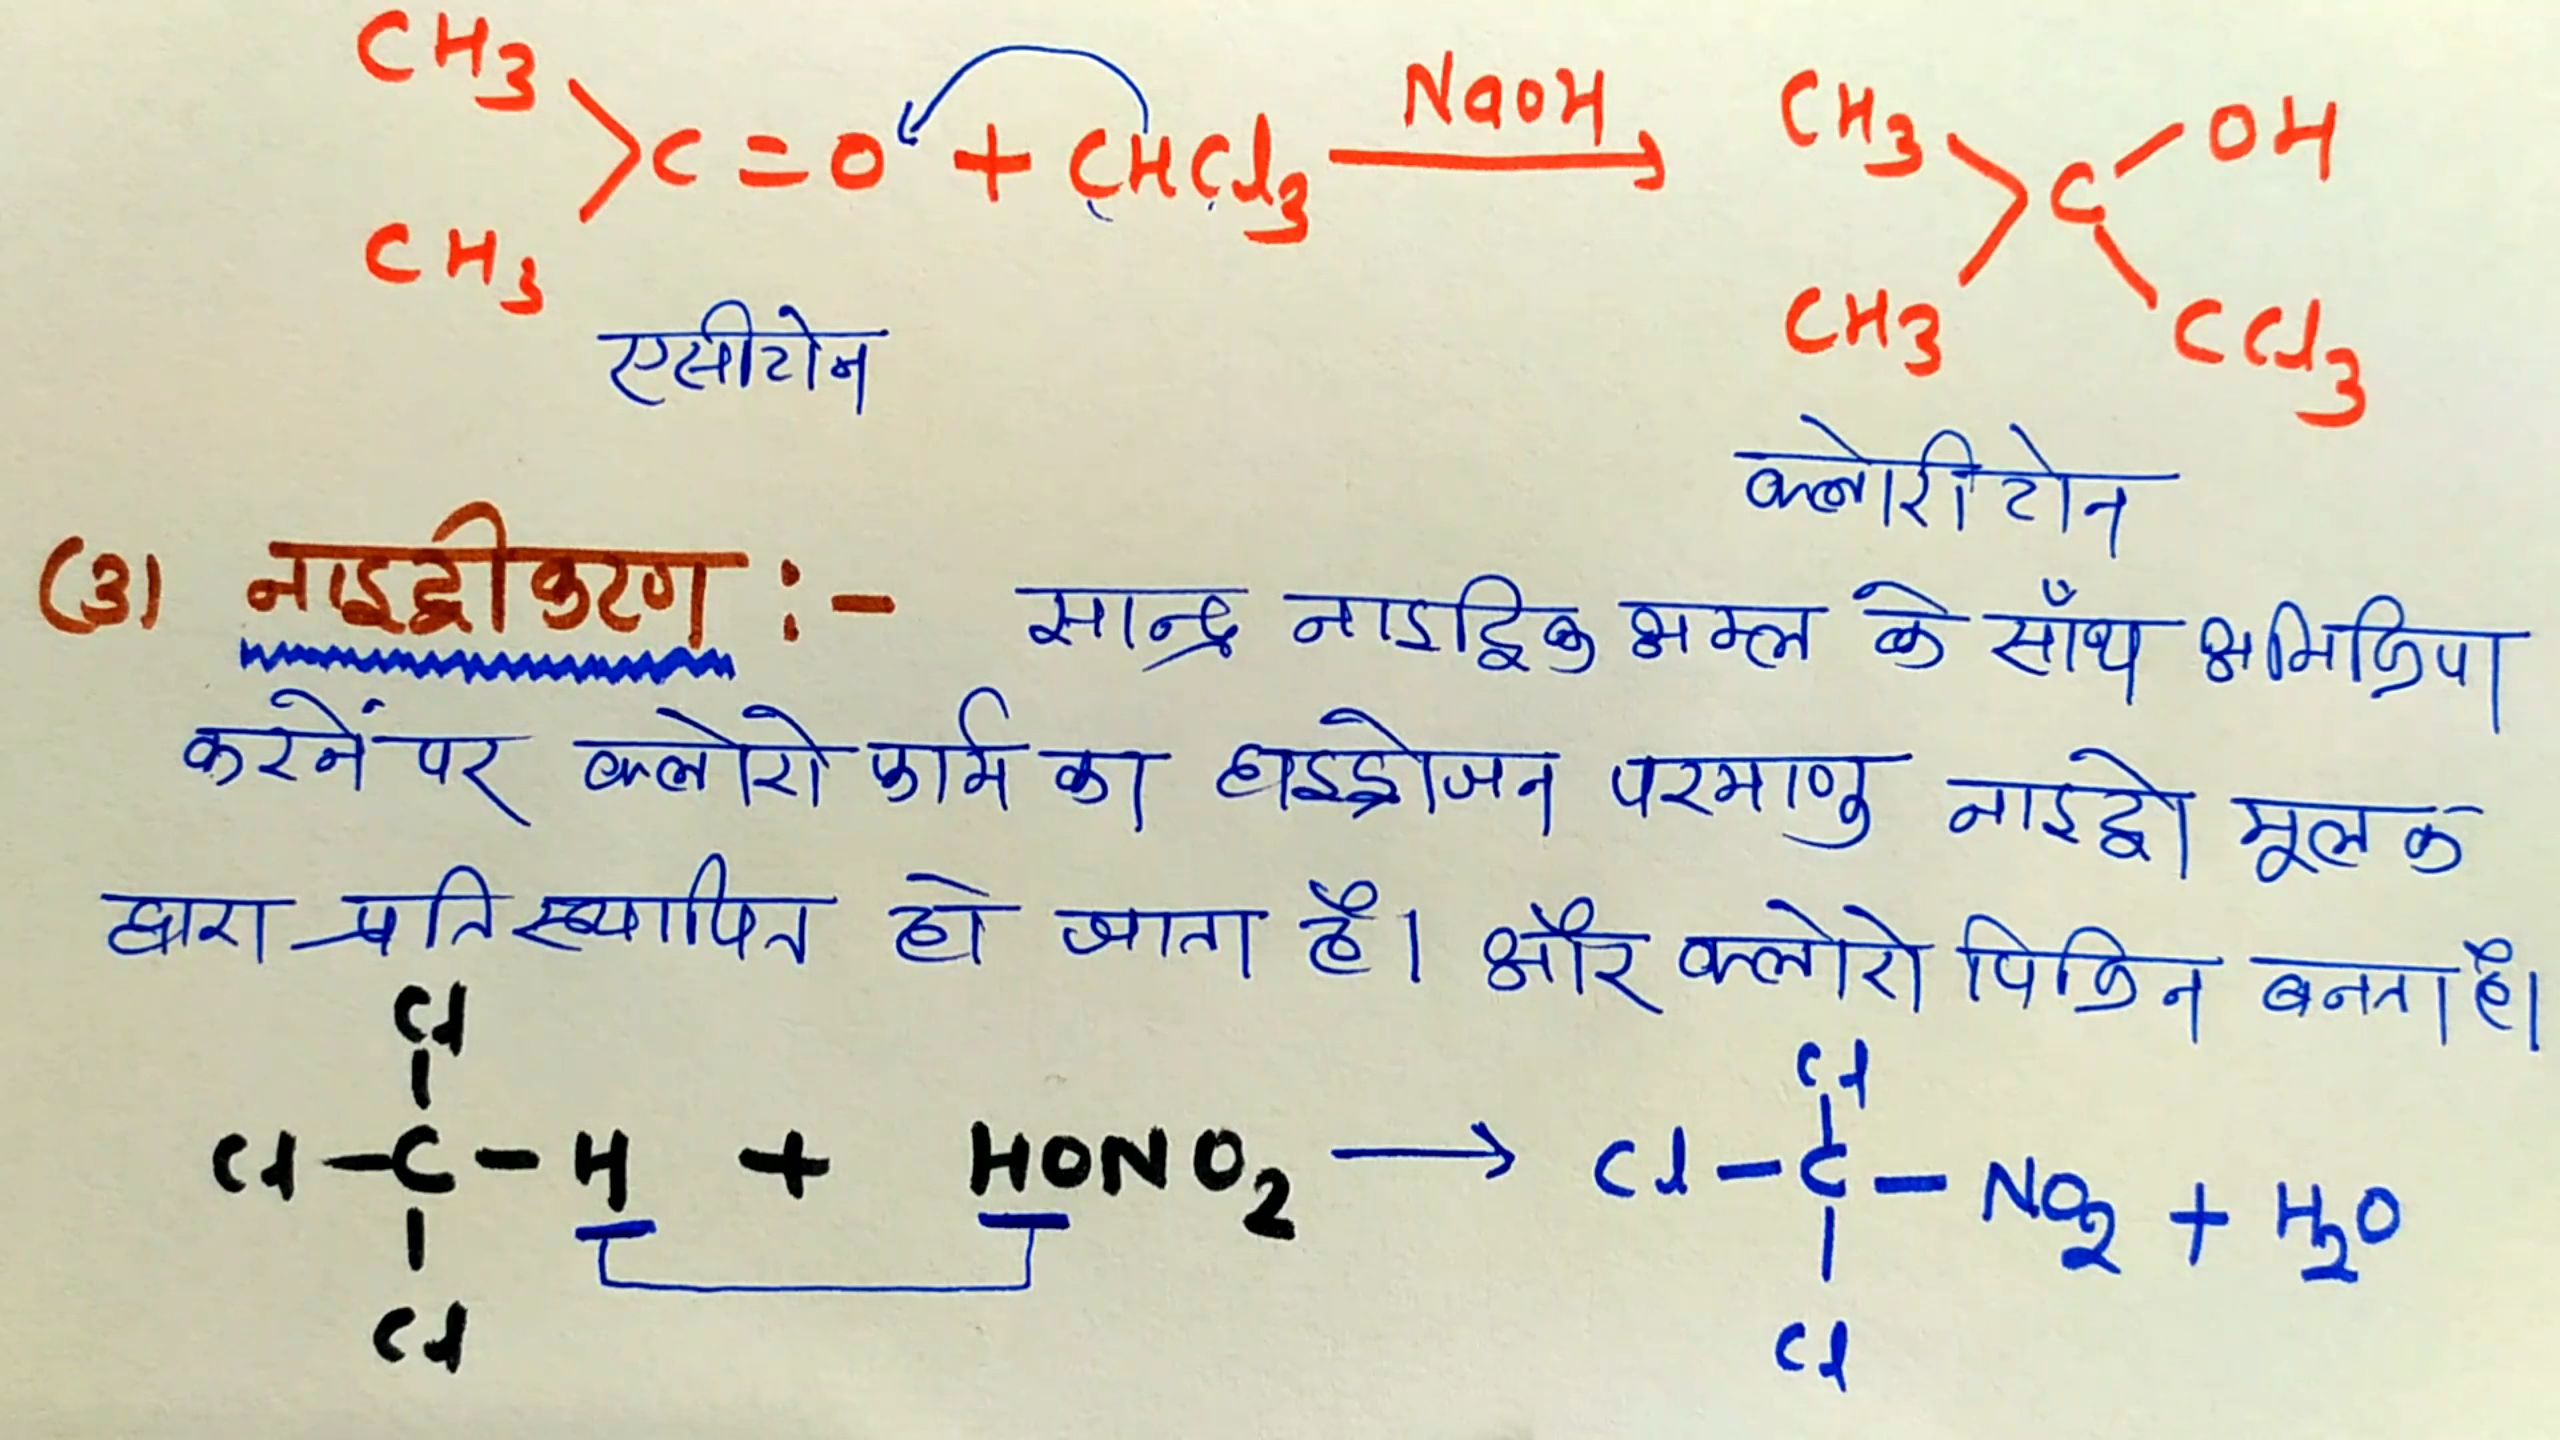 CH3 CH3 >C=O + CHCl3 NaOH → CH3 CH3 >C OH CCl3
एसीटोन
क्लोरीटोन
(3) नाइट्रीकरण :- सान्द्र नाइट्रिक अम्ल के साँथ अभिक्रिया
करनें पर क्लोरो फार्म का हाइड्रोजन परमाणु नाइट्रो मूलक
द्वारा प्रतिस्थापित हो जाता है। और क्लोरो पिक्रिन बनता है।
Cl Cl
Cl-C-H + HONO2 → Cl-C-NO2 + H2O
Cl Cl